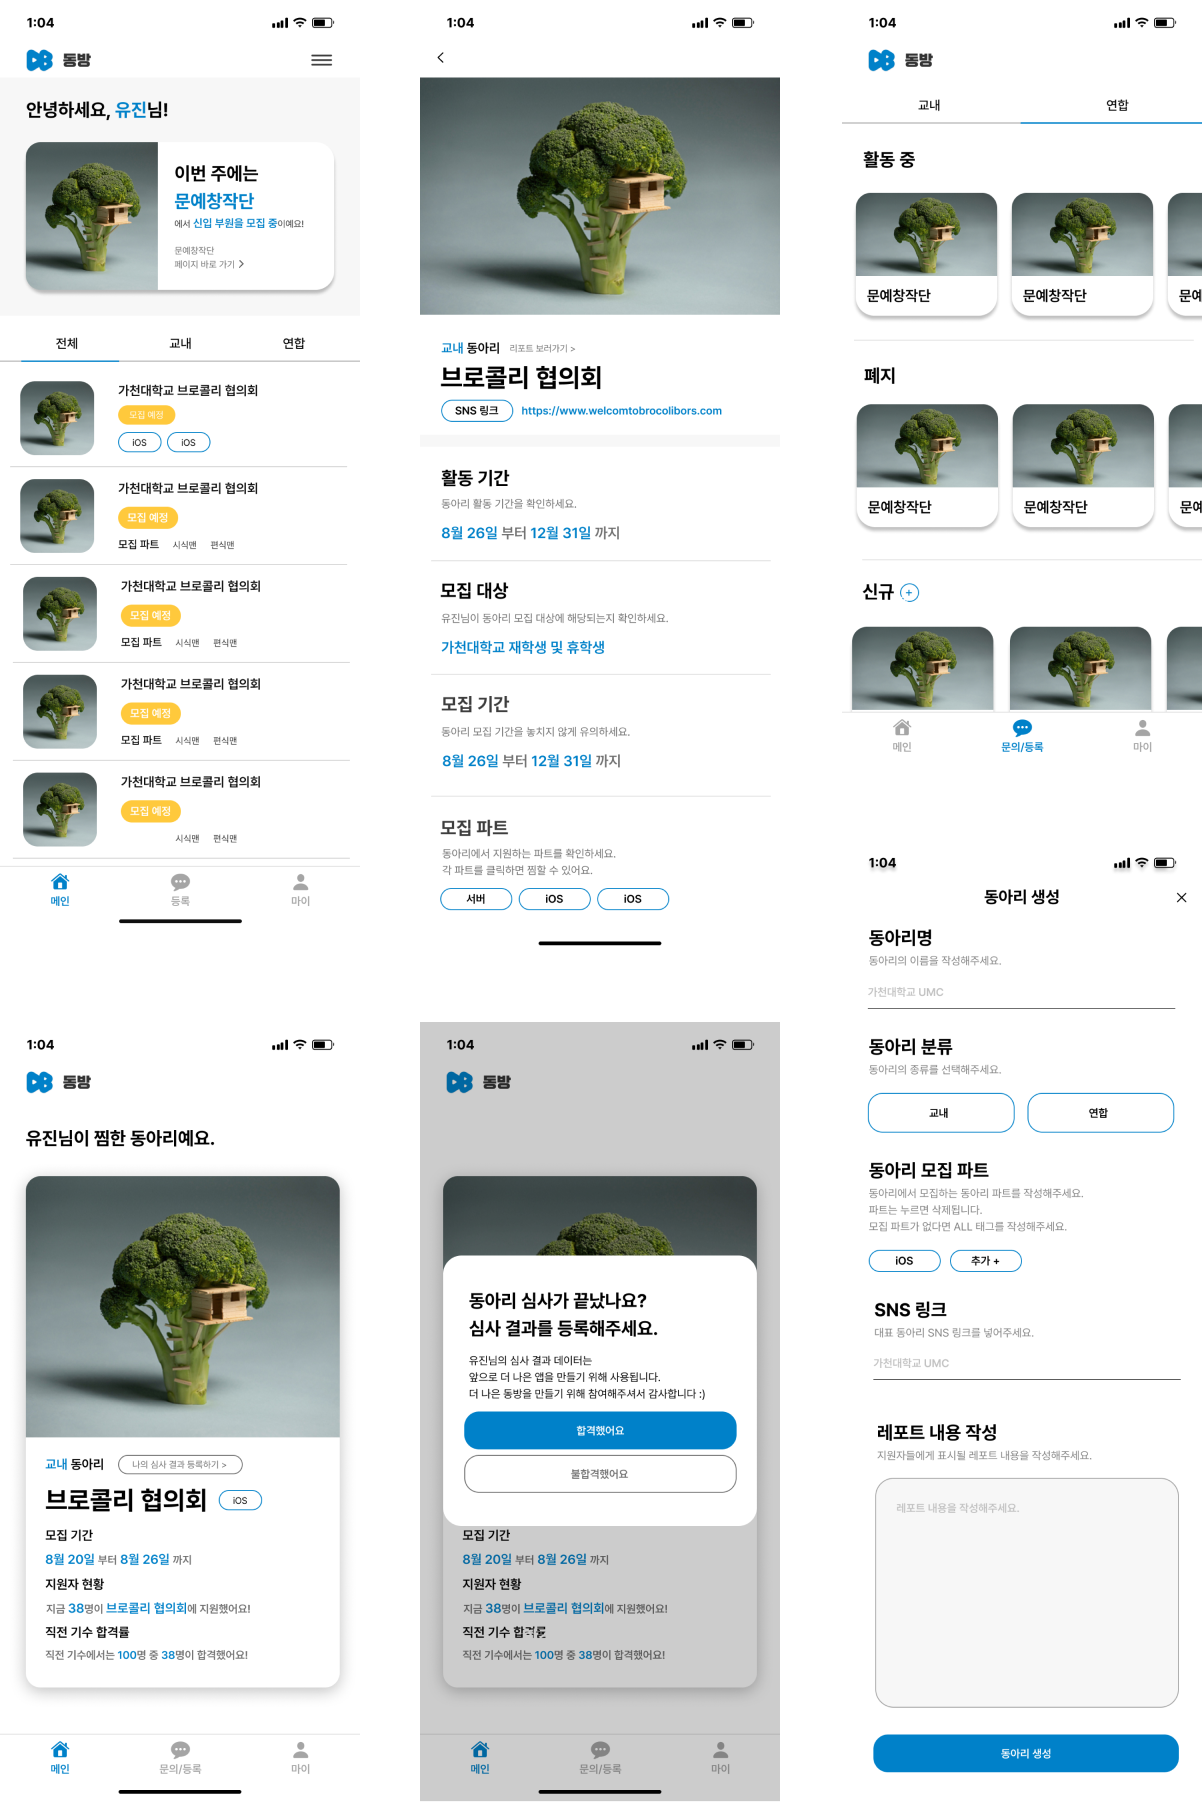 1:04
동방
안녕하세요, 유진님!
이번 주에는
문예창작단
에서 신입 부원을 모집 중이예요!
문예창작단
페이지 바로 가기 >
전체 교내 연합
가천대학교 브로콜리 협의회
모집 예정
iOS iOS
가천대학교 브로콜리 협의회
모집 예정
모집 파트 시식맨 편식맨
가천대학교 브로콜리 협의회
모집 예정
모집 파트 시식맨 편식맨
가천대학교 브로콜리 협의회
모집 예정
모집 파트 시식맨 편식맨
가천대학교 브로콜리 협의회
모집 예정
시식맨 편식맨
메인 등록 마이
1:04
교내 동아리 리포트 보러가기 >
브로콜리 협의회
SNS 링크 https://www.welcomtobrocolibors.com
활동 기간
동아리 활동 기간을 확인하세요.
8월 26일 부터 12월 31일 까지
모집 대상
유진님이 동아리 모집 대상에 해당되는지 확인하세요.
가천대학교 재학생 및 휴학생
모집 기간
동아리 모집 기간을 놓치지 않게 유의하세요.
8월 26일 부터 12월 31일 까지
모집 파트
동아리에서 지원하는 파트를 확인하세요.
각 파트를 클릭하면 찜할 수 있어요.
서버 iOS iOS
1:04
동방
교내 연합
활동 중
문예창작단 문예창작단 문예
폐지
문예창작단 문예창작단 문예
신규 +
메인 문의/등록 마이
1:04
동아리 생성
동아리명
동아리의 이름을 작성해주세요.
가천대학교 UMC
동아리 분류
동아리의 종류를 선택해주세요.
교내 연합
동아리 모집 파트
동아리에서 모집하는 동아리 파트를 작성해주세요.
파트는 누르면 삭제됩니다.
모집 파트가 없다면 ALL 태그를 작성해주세요.
iOS 추가 +
SNS 링크
대표 동아리 SNS 링크를 넣어주세요.
가천대학교 UMC
레포트 내용 작성
지원자들에게 표시될 레포트 내용을 작성해주세요.
레포트 내용을 작성해주세요.
동아리 생성
1:04
동방
유진님이 찜한 동아리예요.
교내 동아리 나의 심사 결과 등록하기 >
브로콜리 협의회 iOS
모집 기간
8월 20일 부터 8월 26일 까지
지원자 현황
지금 38명이 브로콜리 협의회에 지원했어요!
직전 기수 합격률
직전 기수에서는 100명 중 38명이 합격했어요!
메인 문의/등록 마이
1:04
동방
동아리 심사가 끝났나요?
심사 결과를 등록해주세요.
유진님의 심사 결과 데이터는
앞으로 더 나은 앱을 만들기 위해 사용됩니다.
더 나은 동방을 만들기 위해 참여해주셔서 감사합니다 :)
합격했어요
불합격했어요
모집 기간
8월 20일 부터 8월 26일 까지
지원자 현황
지금 38명이 브로콜리 협의회에 지원했어요!
직전 기수 합격률
직전 기수에서는 100명 중 38명이 합격했어요!
메인 문의/등록 마이